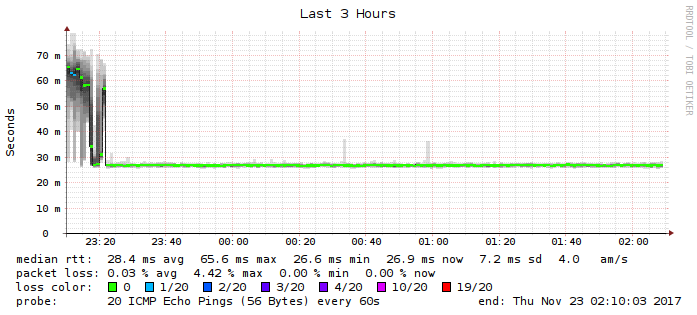 Last 3 Hours
RRDTOOL / TOBI OETIKER
Seconds
70 m
60 m
50 m
40 m
30 m
20 m
10 m
0
23:20 23:40 00:00 00:20 00:40 01:00 01:20 01:40 02:00
median rtt: 28.4 ms avg 65.6 ms max 26.6 ms min 26.9 ms now 7.2 ms sd 4.0 am/s
packet loss: 0.03 % avg 4.42 % max 0.00 % min 0.00 % now
loss color: 0 1/20 2/20 3/20 4/20 10/20 19/20
probe: 20 ICMP Echo Pings (56 Bytes) every 60s end: Thu Nov 23 02:10:03 2017